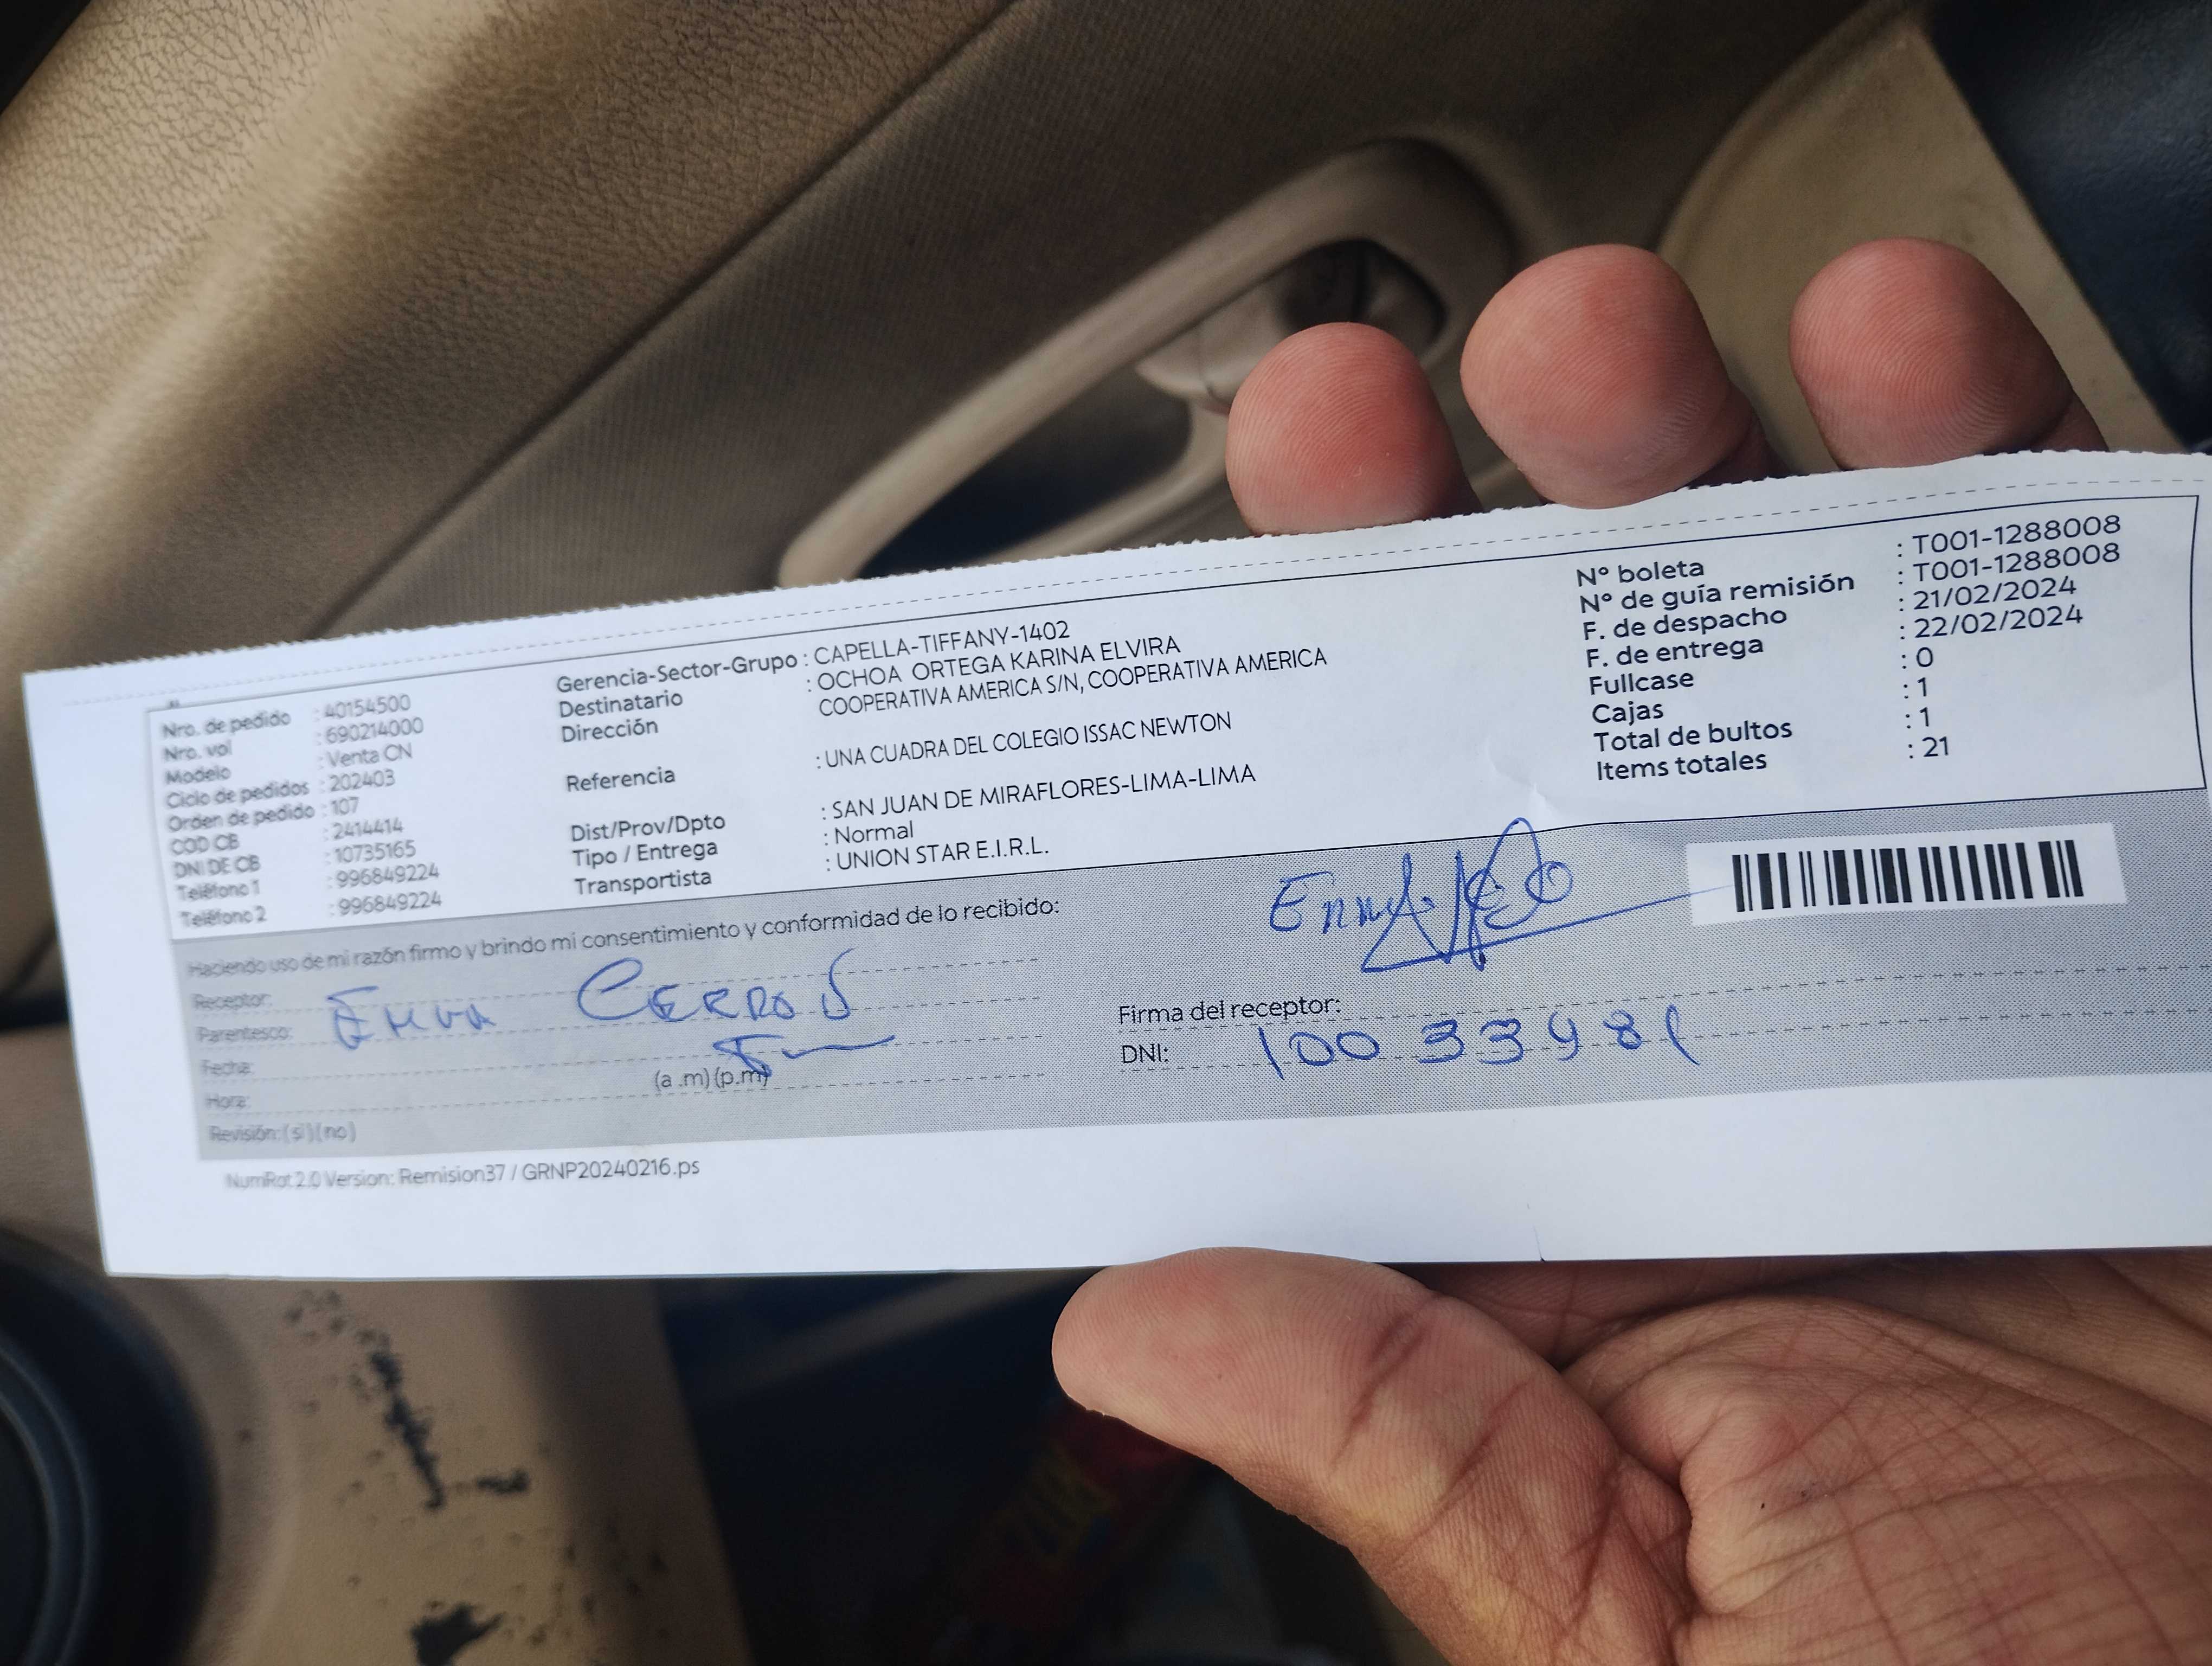 Nro. de pedido : 40154500
Nro. vol : 690214000
Modelo : Venta CN
Ciclo de pedidos : 202403
Orden de pedido : 107
COD CB : 2414414
DNI DE CB : 10735165
Teléfono 1 : 996849224
Teléfono 2 : 996849224
Gerencia-Sector-Grupo : CAPELLA-TIFFANY-1402
Destinatario : OCHOA ORTEGA KARINA ELVIRA
Dirección COOPERATIVA AMERICA S/N, COOPERATIVA AMERICA
Referencia : UNA CUADRA DEL COLEGIO ISSAC NEWTON
Dist/Prov/Dpto : SAN JUAN DE MIRAFLORES-LIMA-LIMA
Tipo / Entrega : Normal
Transportista : UNION STAR E.I.R.L.
N° boleta : T001-1288008
N° de guía remisión : T001-1288008
F. de despacho : 21/02/2024
F. de entrega : 22/02/2024
Fullcase : 0
Cajas : 1
Total de bultos : 1
Items totales : 21
Haciendo uso de mi razón firmo y brindo mi consentimiento y conformidad de lo recibido:
Receptor:
Parentesco: CERRO
Fecha:
Hora: (a .m) (p.m)
Revisión: (si) (no)
Firma del receptor:
DNI:
NumRot 2.0 Version: Remision37 / GRNP20240216.ps